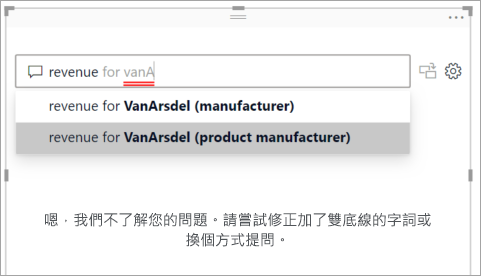 revenue for vanA
revenue for VanArsdel (manufacturer)
revenue for VanArsdel (product manufacturer)
嗯，我們不了解您的問題。請嘗試修正加了雙底線的字詞或
換個方式提問。